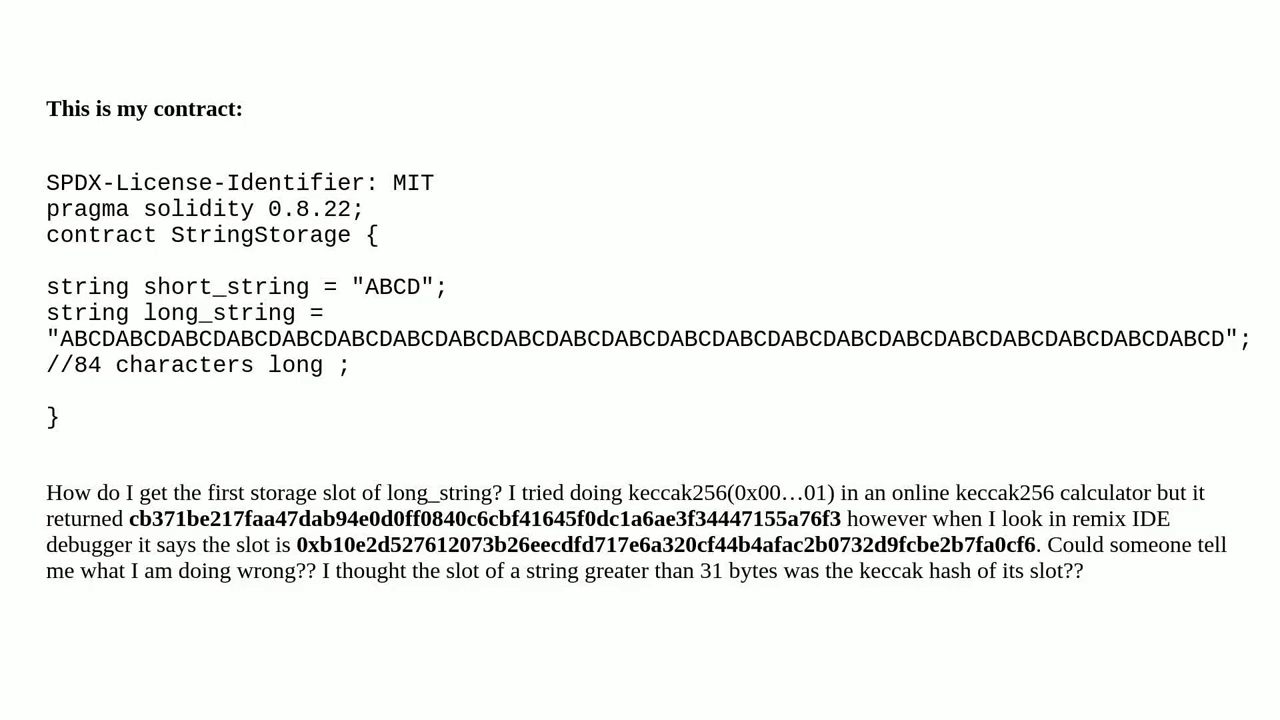 This is my contract:
SPDX-License-Identifier: MIT
pragma solidity 0.8.22;
contract StringStorage {
string short_string = "ABCD";
string long_string =
"ABCDABCDABCDABCDABCDABCDABCDABCDABCDABCDABCDABCDABCDABCDABCDABCDABCDABCDABCDABCDABCD";
//84 characters long ;
}
How do I get the first storage slot of long_string? I tried doing keccak256(0x00…01) in an online keccak256 calculator but it
returned cb371be217faa47dab94e0d0ff0840c6cbf41645f0dc1a6ae3f34447155a76f3 however when I look in remix IDE
debugger it says the slot is 0xb10e2d527612073b26eecdfd717e6a320cf44b4afac2b0732d9fcbe2b7fa0cf6. Could someone tell
me what I am doing wrong?? I thought the slot of a string greater than 31 bytes was the keccak hash of its slot??